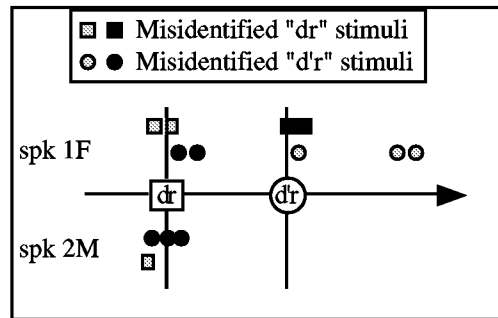 Misidentified "dr" stimuli
Misidentified "d'r" stimuli
spk 1F
dr
d'r
spk 2M